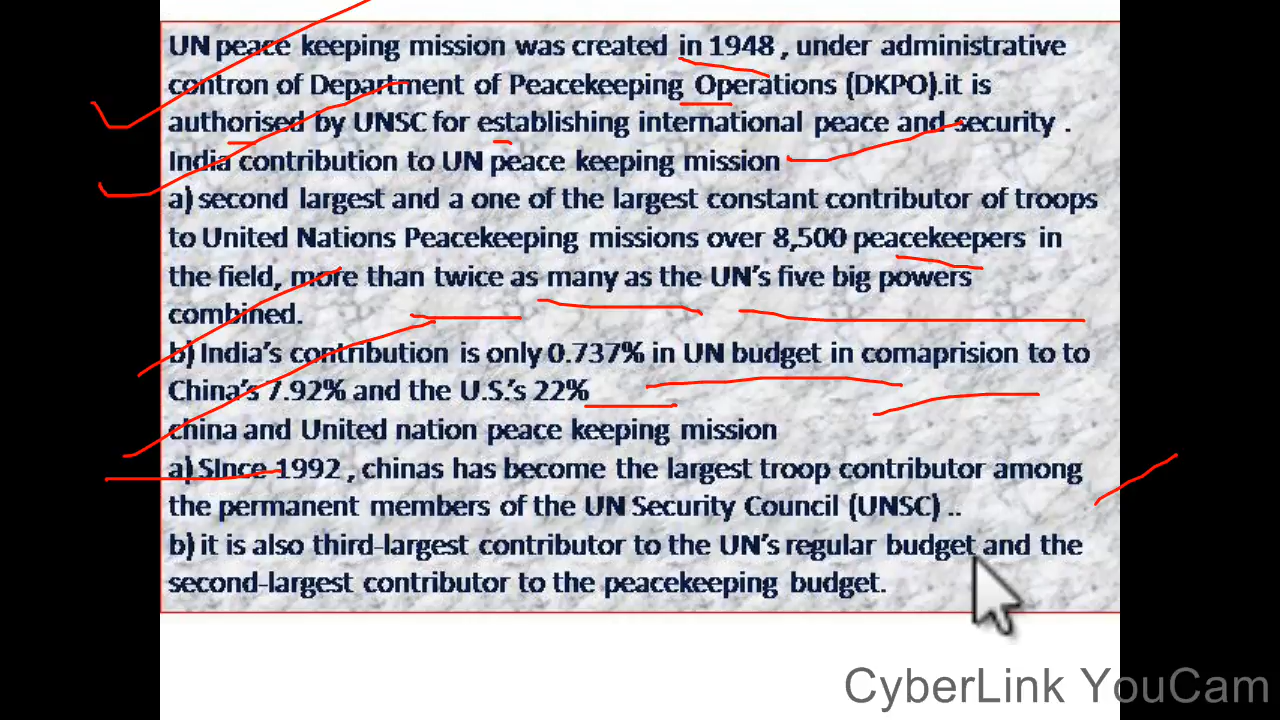 UN peace keeping mission was created in 1948 , under administrative
contron of Department of Peacekeeping Operations (DKPO).it is
authorised by UNSC for establishing international peace and security .
India contribution to UN peace keeping mission
a) second largest and a one of the largest constant contributor of troops
to United Nations Peacekeeping missions over 8,500 peacekeepers in
the field, more than twice as many as the UN's five big powers
combined.
b) India's contribution is only 0.737% in UN budget in comaprision to to
China's 7.92% and the U.S.'s 22%
china and United nation peace keeping mission
a) SInce 1992 , chinas has become the largest troop contributor among
the permanent members of the UN Security Council (UNSC) ..
b) it is also third-largest contributor to the UN's regular budget and the
second-largest contributor to the peacekeeping budget.
CyberLink YouCam